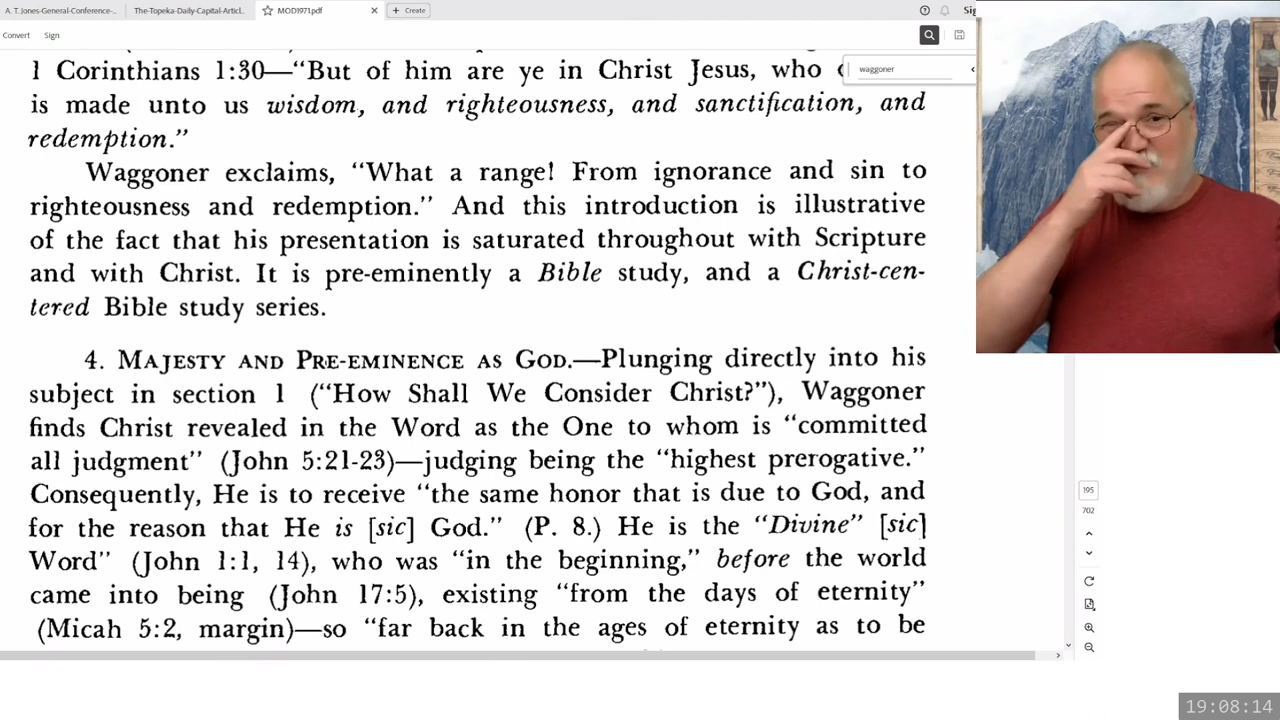 A. T. Jones-General-Conference-...
The-Topeka-Daily-Capital-Articl...
MOD1971.pdf
Create
Convert
Sign
waggoner
1 Corinthians 1:30—“But of him are ye in Christ Jesus, who
is made unto us wisdom, and righteousness, and sanctification, and
redemption.”
Waggoner exclaims, “What a range! From ignorance and sin to
righteousness and redemption.” And this introduction is illustrative
of the fact that his presentation is saturated throughout with Scripture
and with Christ. It is pre-eminently a Bible study, and a Christ-cen-
tered Bible study series.
4. MAJESTY AND PRE-EMINENCE AS GOD.—Plunging directly into his
subject in section 1 (“How Shall We Consider Christ?”), Waggoner
finds Christ revealed in the Word as the One to whom is “committed
all judgment” (John 5:21-23)—judging being the “highest prerogative.”
Consequently, He is to receive “the same honor that is due to God, and
for the reason that He is [sic] God.” (P. 8.) He is the “Divine” [sic]
Word” (John 1:1, 14), who was “in the beginning,” before the world
came into being (John 17:5), existing “from the days of eternity”
(Micah 5:2, margin)—so “far back in the ages of eternity as to be
195
702
19:08:14